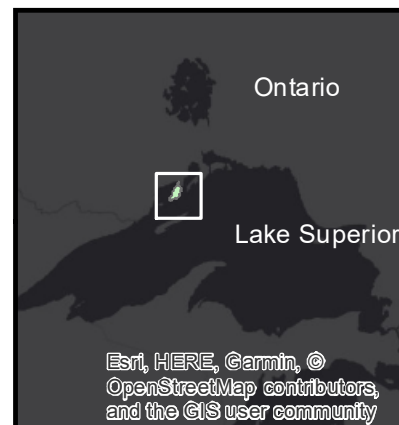 Ontario
Lake Superior
Esri, HERE, Garmin, ©
OpenStreetMap contributors,
and the GIS user community